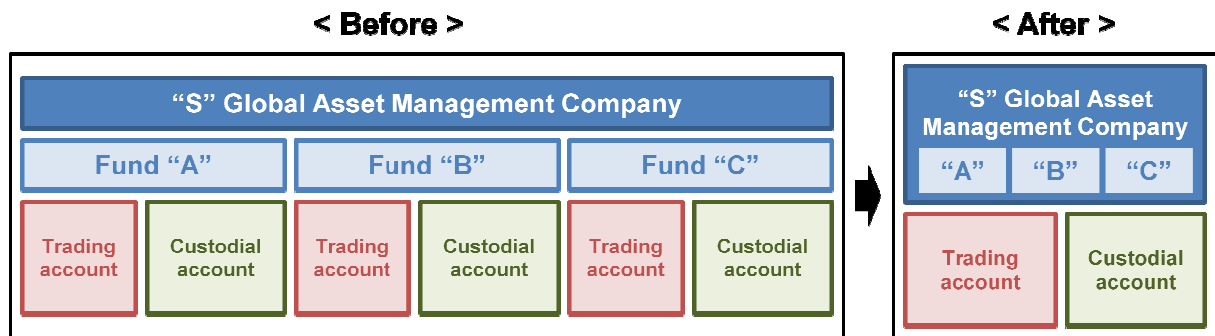 < Before >
“S” Global Asset Management Company
Fund “A”
Fund “B”
Fund “C”
Trading
account
Custodial
account
Trading
account
Custodial
account
Trading
account
Custodial
account
< After >
“S” Global Asset
Management Company
“A”
“B”
“C”
Trading
account
Custodial
account